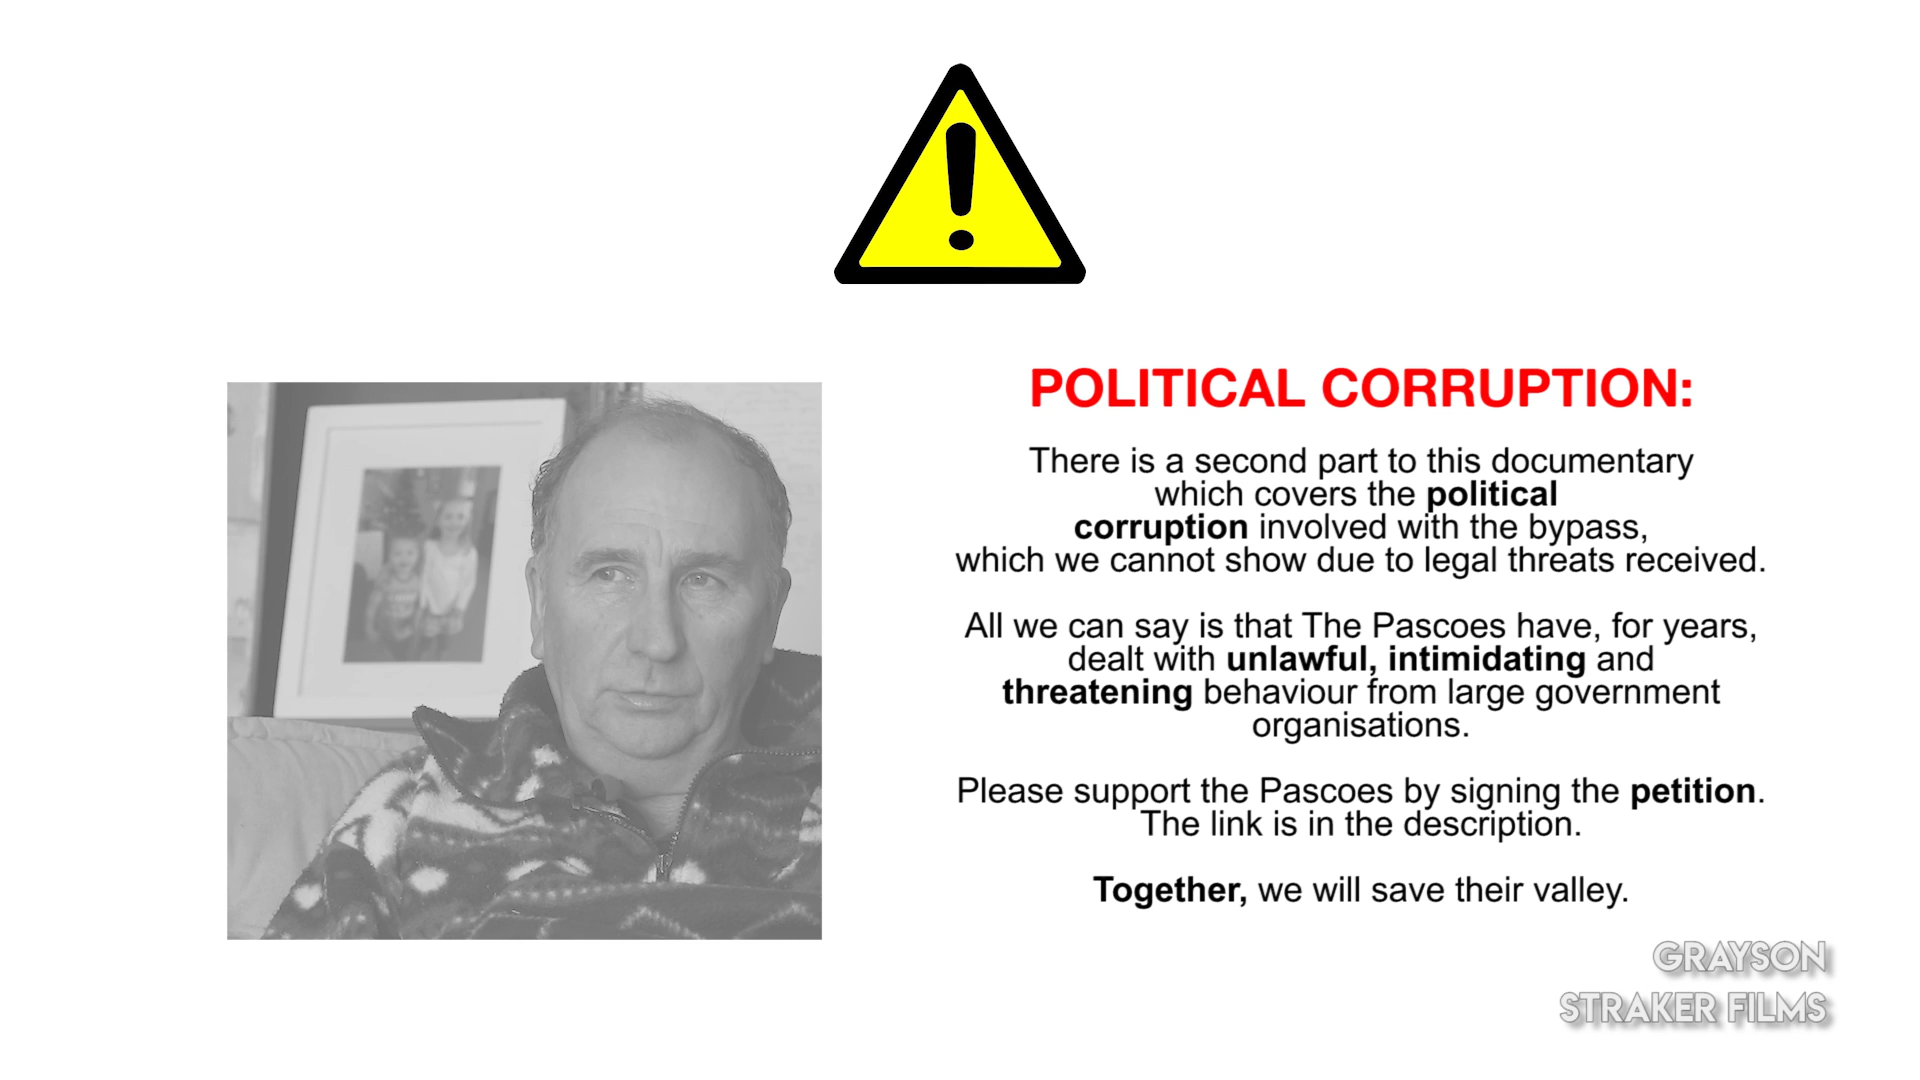 POLITICAL CORRUPTION:
There is a second part to this documentary
which covers the political
corruption involved with the bypass,
which we cannot show due to legal threats received.
All we can say is that The Pascoes have, for years,
dealt with unlawful, intimidating and
threatening behaviour from large government
organisations.
Please support the Pascoes by signing the petition.
The link is in the description.
Together, we will save their valley.
GRAYSON
STRAKER FILMS